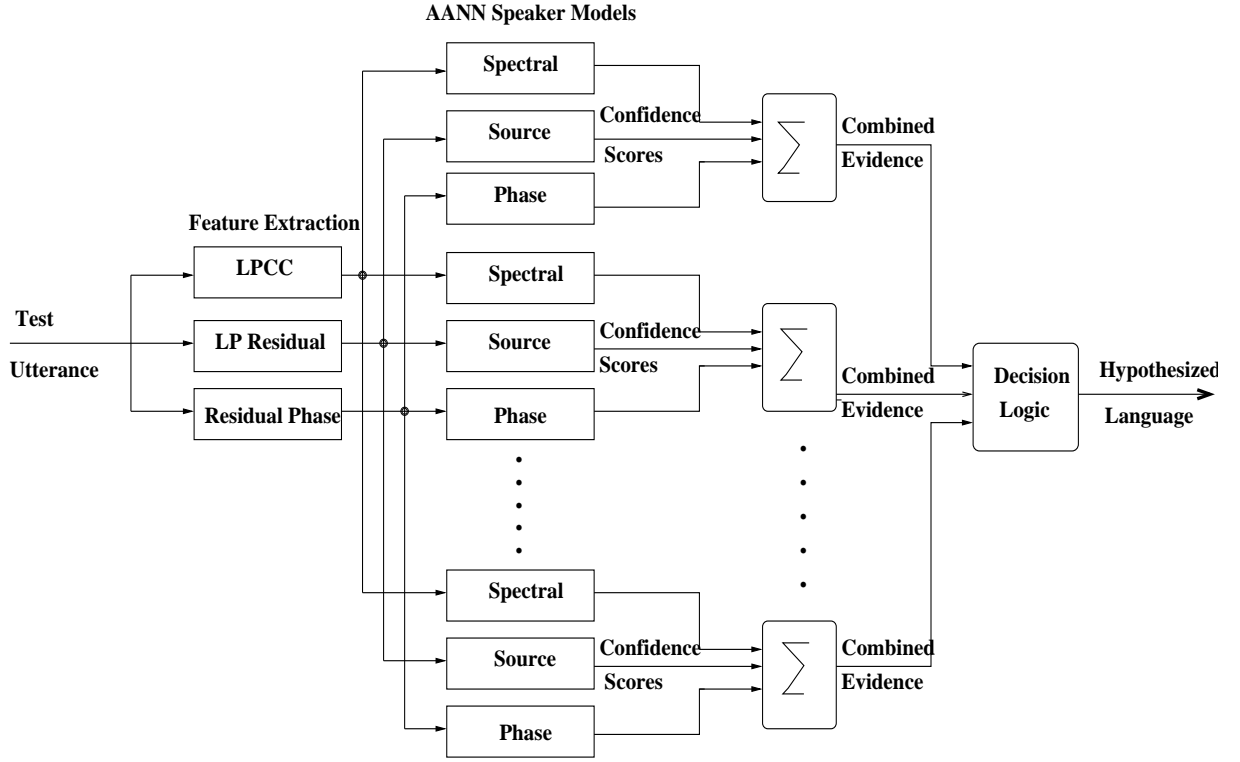 AANN Speaker Models
Spectral
Source
Phase
Confidence
Scores
Σ
Combined
Evidence
Feature Extraction
LPCC
LP Residual
Residual Phase
Test
Utterance
Spectral
Source
Phase
Confidence
Scores
Σ
Combined
Evidence
Decision
Logic
Hypothesized
Language
Spectral
Source
Phase
Confidence
Scores
Σ
Combined
Evidence